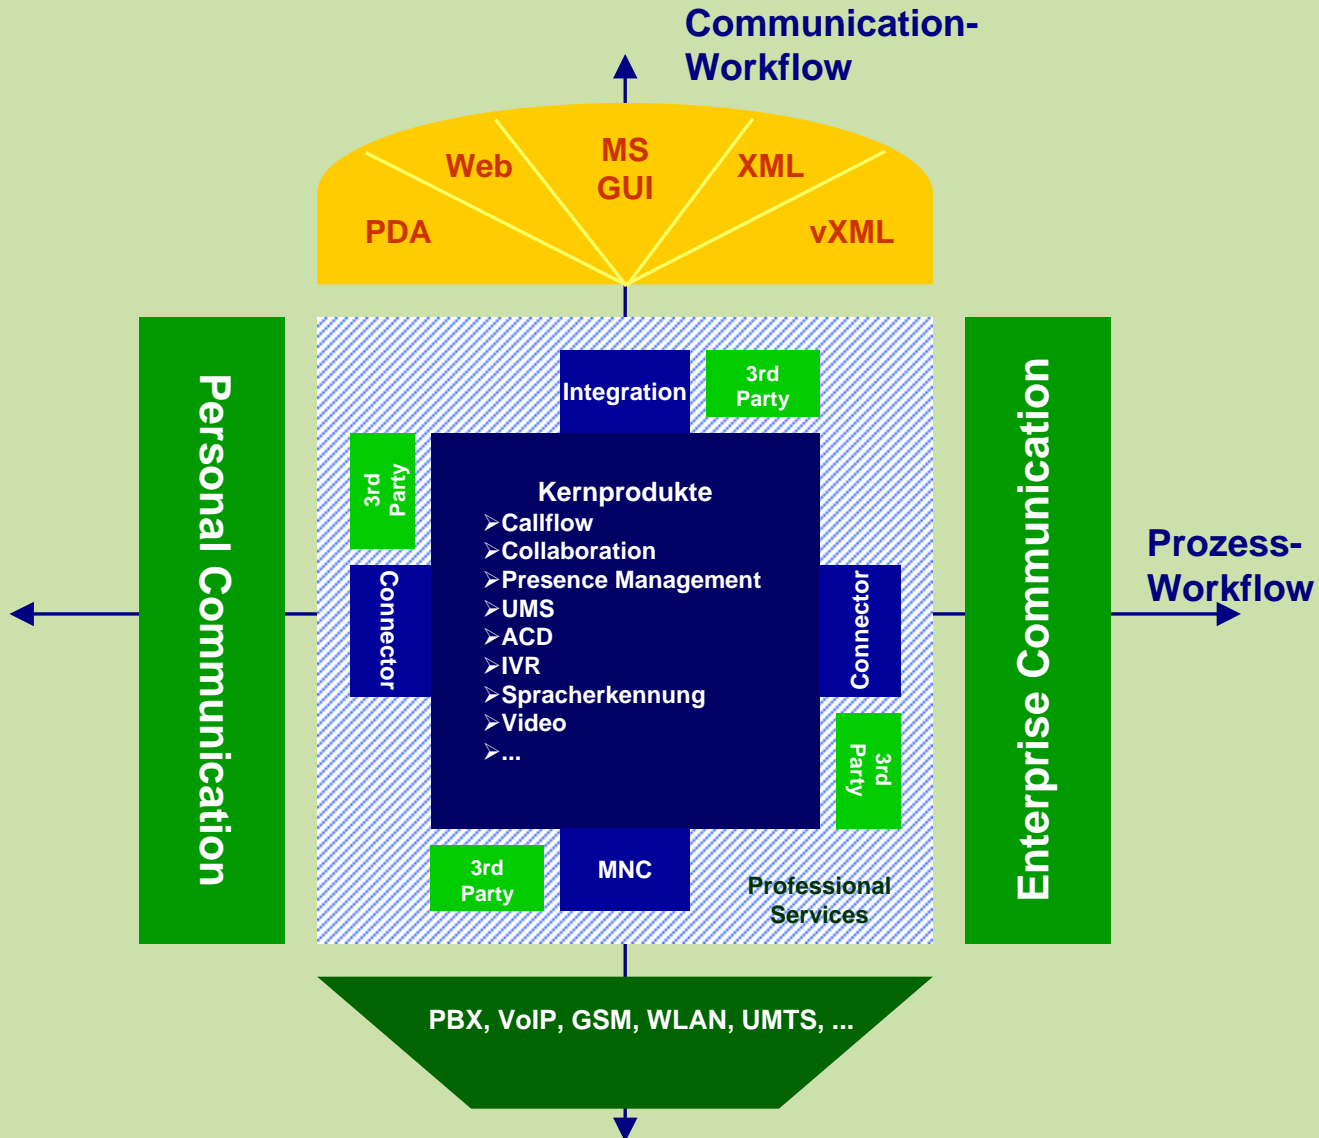 Communication-
Workflow
MS
GUI
Web
XML
PDA
vXML
Personal Communication
Integration
3rd
Party
3rd
Party
Kernprodukte
➢Callflow
➢Collaboration
➢Presence Management
➢UMS
➢ACD
➢IVR
➢Spracherkennung
➢Video
➢...
Connector
Connector
3rd
Party
3rd
Party
MNC
Professional
Services
Enterprise Communication
Prozess-
Workflow
PBX, VoIP, GSM, WLAN, UMTS, ...